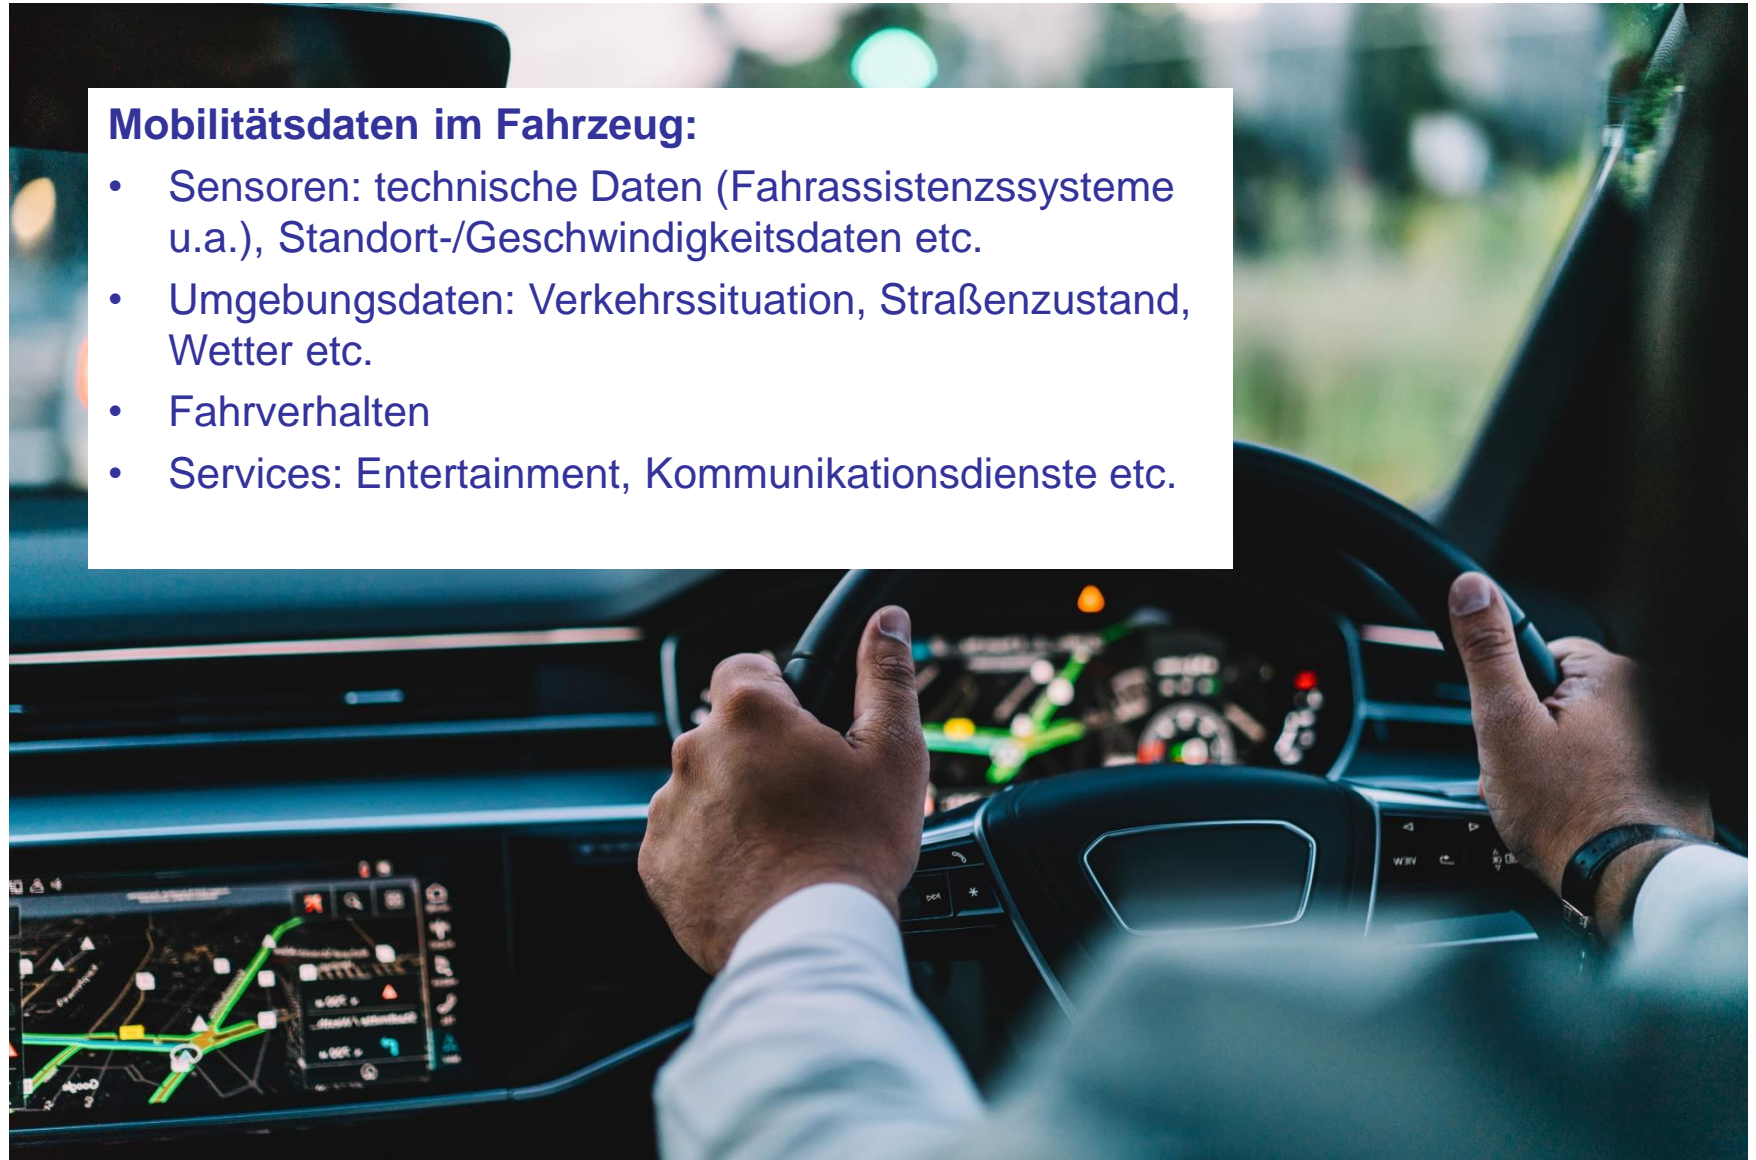 Mobilitätsdaten im Fahrzeug:
• Sensoren: technische Daten (Fahrassistenzssysteme
u.a.), Standort-/Geschwindigkeitsdaten etc.
• Umgebungsdaten: Verkehrssituation, Straßenzustand,
Wetter etc.
• Fahrverhalten
• Services: Entertainment, Kommunikationsdienste etc.